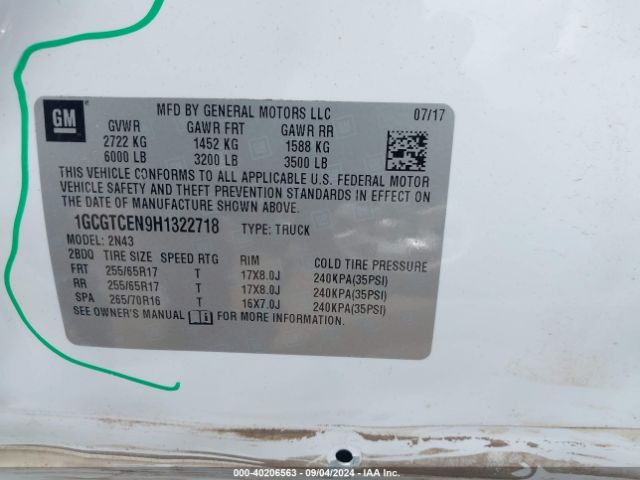 GM
MFD BY GENERAL MOTORS LLC 07/17
GVWR GAWR FRT GAWR RR
2722 KG 1452 KG 1588 KG
6000 LB 3200 LB 3500 LB
THIS VEHICLE CONFORMS TO ALL APPLICABLE U.S. FEDERAL MOTOR
VEHICLE SAFETY AND THEFT PREVENTION STANDARDS IN EFFECT ON
THE DATE OF MANUFACTURE SHOWN ABOVE.
1GCGTCEN9H1322718 TYPE: TRUCK
MODEL: 2N43
2BDQ TIRE SIZE SPEED RTG RIM COLD TIRE PRESSURE
FRT 255/65R17 T 17X8.0J 240KPA(35PSI)
RR 255/65R17 T 17X8.0J 240KPA(35PSI)
SPA 265/70R16 T 16X7.0J 240KPA(35PSI)
SEE OWNER'S MANUAL FOR MORE INFORMATION.
000-40206563 - 09/04/2024 - IAA Inc.